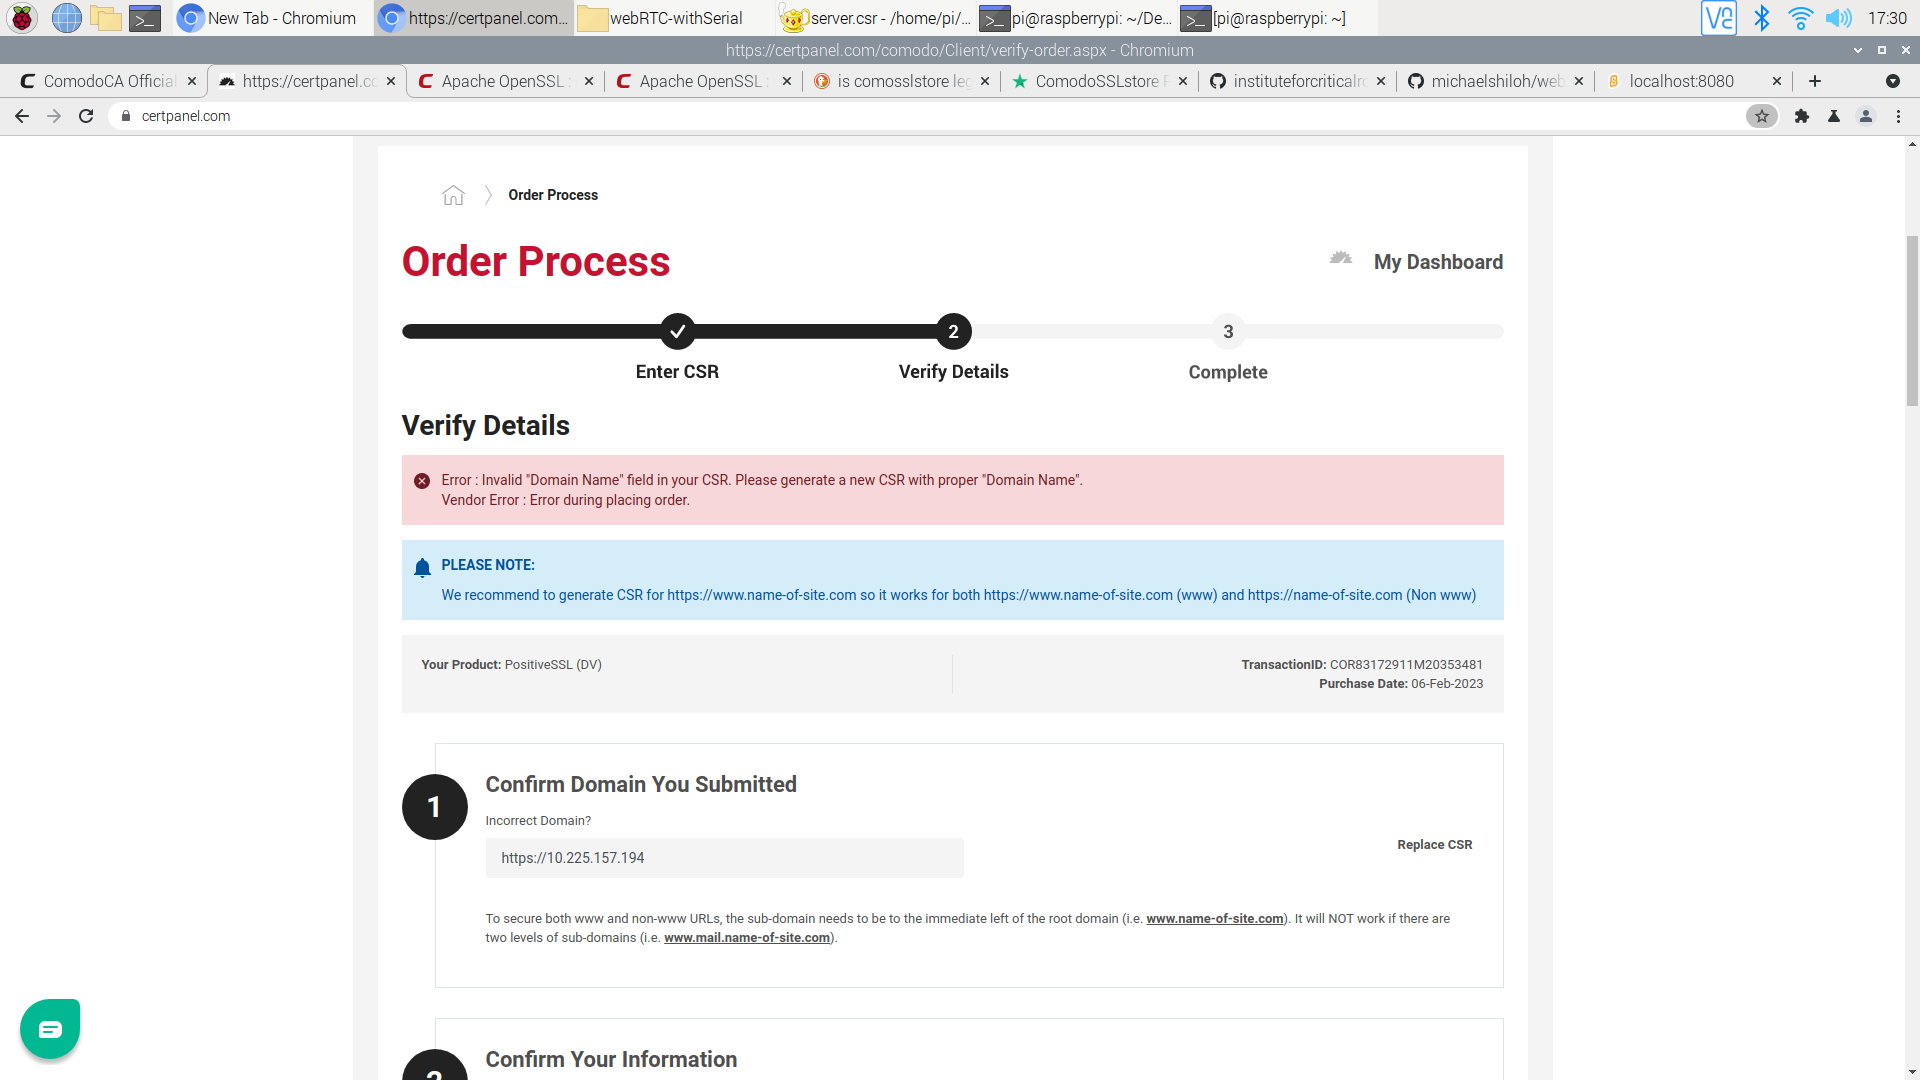 New Tab - Chromium
https://certpanel.com...
webRTC-withSerial
server.csr - /home/pi/...
pi@raspberrypi: ~/De...
[pi@raspberrypi: ~]
17:30
https://certpanel.com/comodo/Client/verify-order.aspx - Chromium
ComodoCA Official
https://certpanel.co
Apache OpenSSL
Apache OpenSSL
is comosslstore leg
ComodoSSLstore
instituteforcriticalro
michaelshiloh/web
localhost:8080
certpanel.com
Order Process
Order Process
My Dashboard
2
3
Enter CSR
Verify Details
Complete
Verify Details
Error : Invalid "Domain Name" field in your CSR. Please generate a new CSR with proper "Domain Name".
Vendor Error : Error during placing order.
PLEASE NOTE:
We recommend to generate CSR for https://www.name-of-site.com so it works for both https://www.name-of-site.com (www) and https://name-of-site.com (Non www)
Your Product: PositiveSSL (DV)
TransactionID: COR83172911M20353481
Purchase Date: 06-Feb-2023
1
Confirm Domain You Submitted
Incorrect Domain?
https://10.225.157.194
Replace CSR
To secure both www and non-www URLs, the sub-domain needs to be to the immediate left of the root domain (i.e. www.name-of-site.com). It will NOT work if there are
two levels of sub-domains (i.e. www.mail.name-of-site.com).
Confirm Your Information